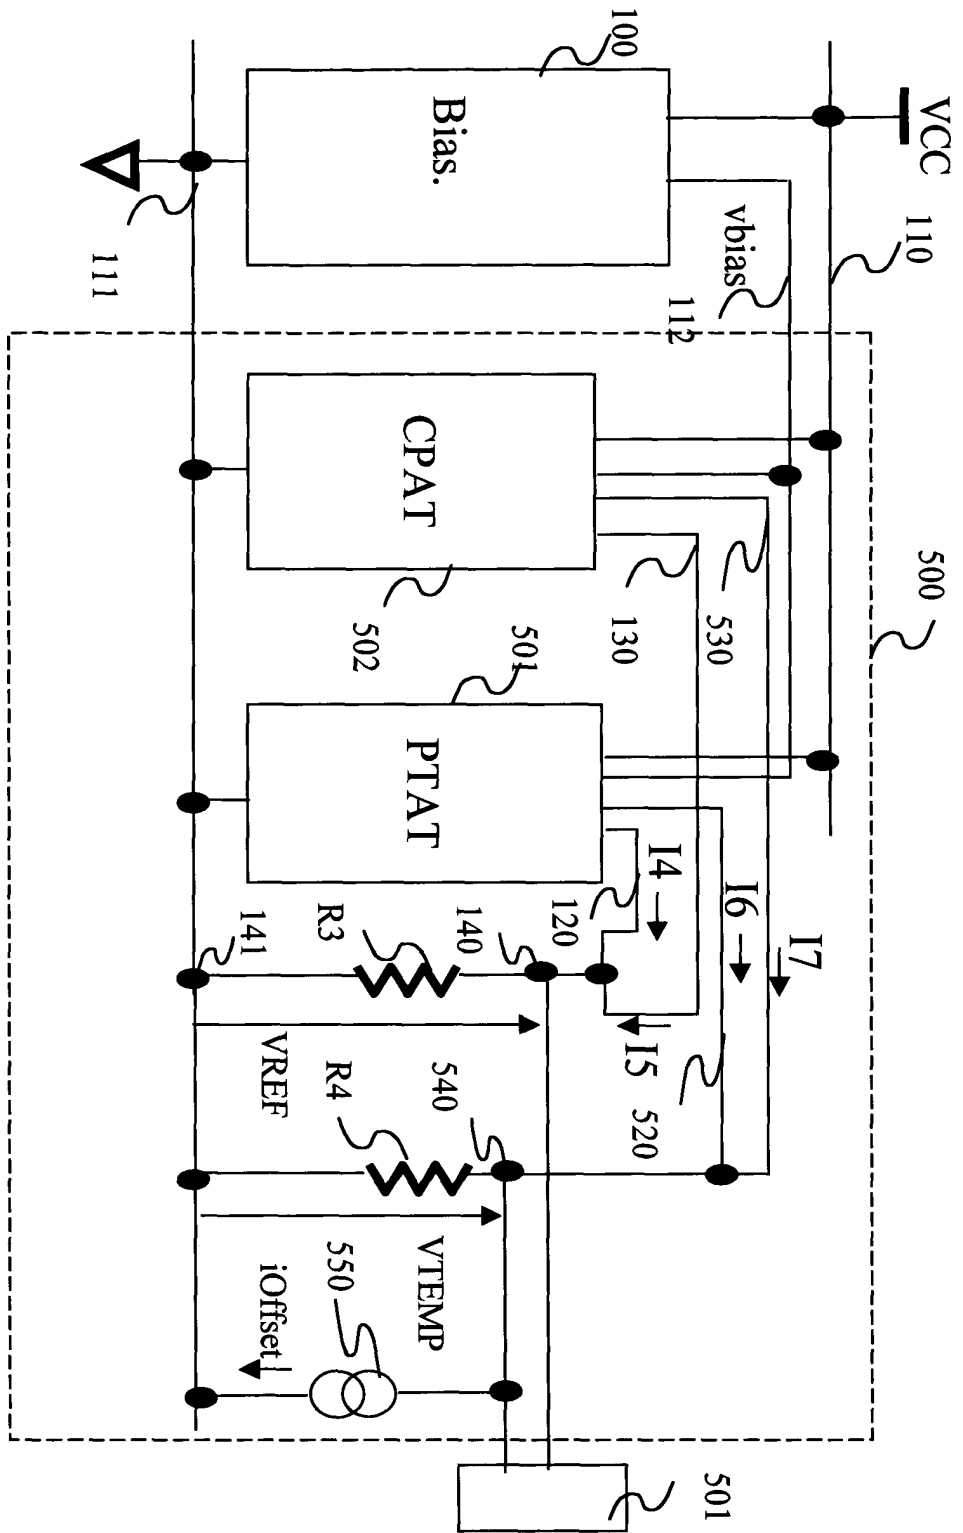 VCC
110
100
Bias.
vbias
112
111
500
CPAT
502
130
530
501
PTAT
I4
I6
I7
120
140
R3
141
I5
520
VREF
R4
540
VTEMP
550
iOffset
501